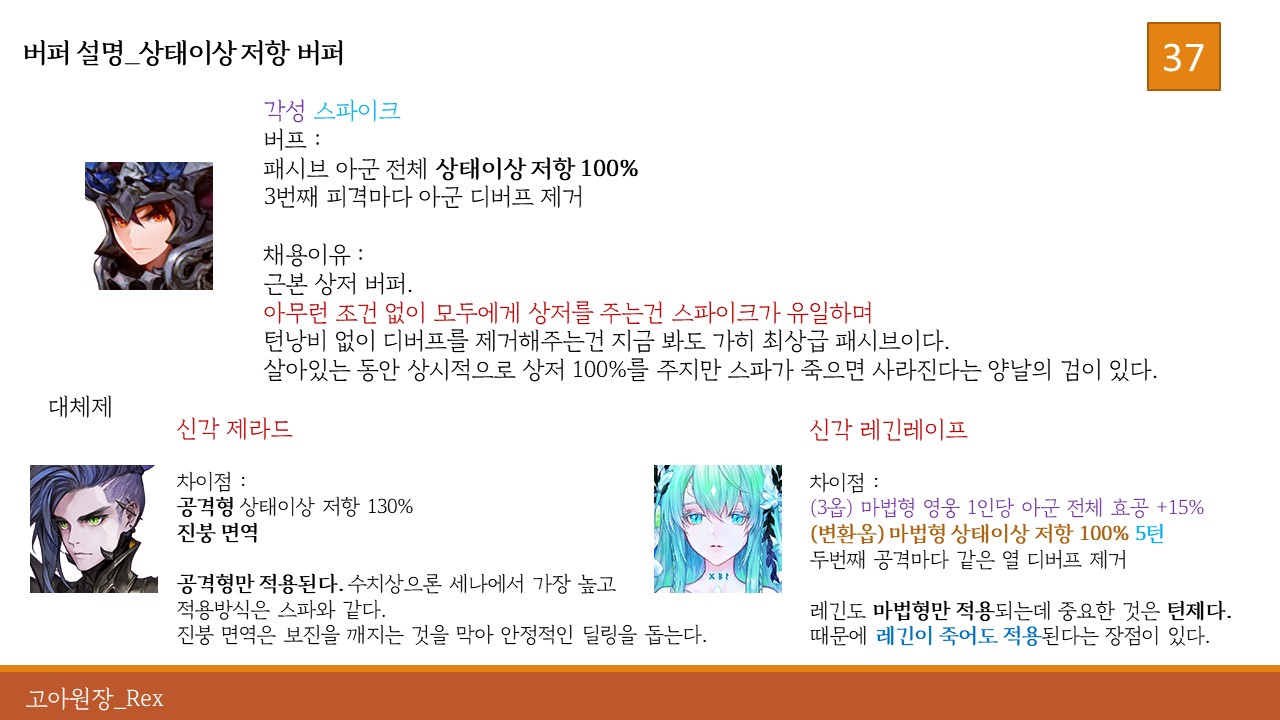 버퍼 설명_상태이상 저항 버퍼
37
각성 스파이크
버프 :
패시브 아군 전체 상태이상 저항 100%
3번째 피격마다 아군 디버프 제거
채용이유 :
근본 상저 버퍼.
아무런 조건 없이 모두에게 상저를 주는건 스파이크가 유일하며
턴낭비 없이 디버프를 제거해주는건 지금 봐도 가히 최상급 패시브이다.
살아있는 동안 상시적으로 상저 100%를 주지만 스파가 죽으면 사라진다는 양날의 검이 있다.
대체제
신각 제라드
차이점 :
공격형 상태이상 저항 130%
진붕 면역
공격형만 적용된다. 수치상으론 세나에서 가장 높고
적용방식은 스파와 같다.
진붕 면역은 보진을 깨지는 것을 막아 안정적인 딜링을 돕는다.
신각 레긴레이프
차이점 :
(3옵) 마법형 영웅 1인당 아군 전체 효공 +15%
(변환옵) 마법형 상태이상 저항 100% 5턴
두번째 공격마다 같은 열 디버프 제거
레긴도 마법형만 적용되는데 중요한 것은 턴제다.
때문에 레긴이 죽어도 적용된다는 장점이 있다.
고아원장_Rex